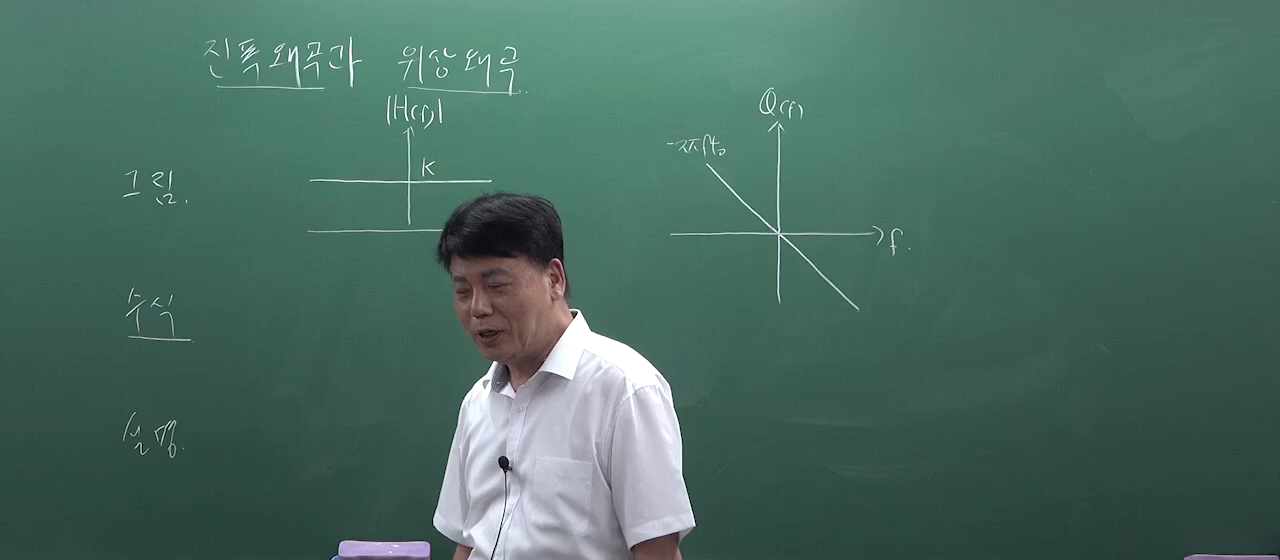 진폭왜곡과 위상왜곡
|H(f)|
K
θ(f)
-2πft₀
f.
그림.
수식
설명.